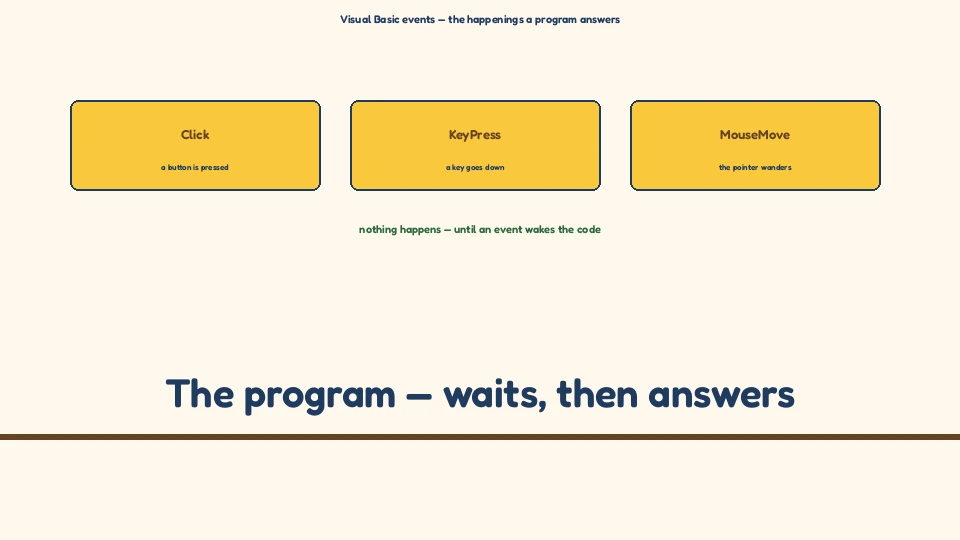 Visual Basic events — the happenings a program answers
Click
a button is pressed
KeyPress
a key goes down
MouseMove
the pointer wanders
nothing happens — until an event wakes the code
The program — waits, then answers